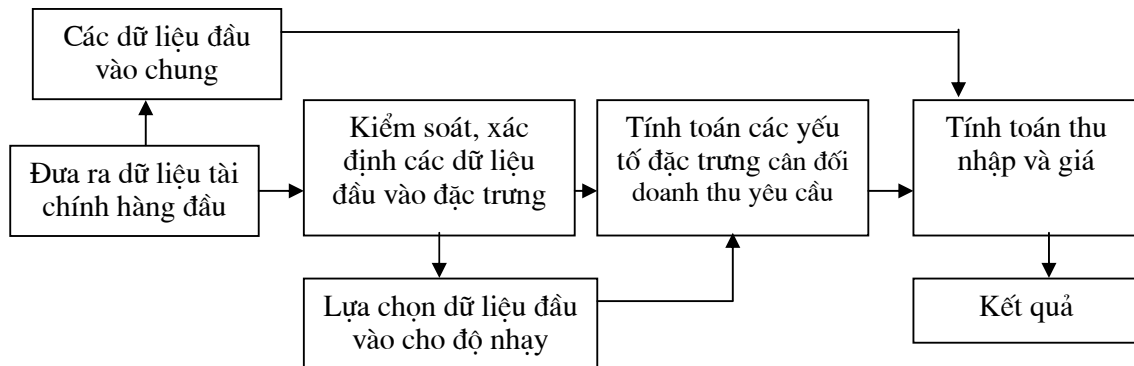 Các dữ liệu đầu
vào chung
Đưa ra dữ liệu tài
chính hàng đầu
Kiểm soát, xác
định các dữ liệu
đầu vào đặc trưng
Tính toán các yếu
tố đặc trưng cân đối
doanh thu yêu cầu
Tính toán thu
nhập và giá
Lựa chọn dữ liệu đầu
vào cho độ nhạy
Kết quả